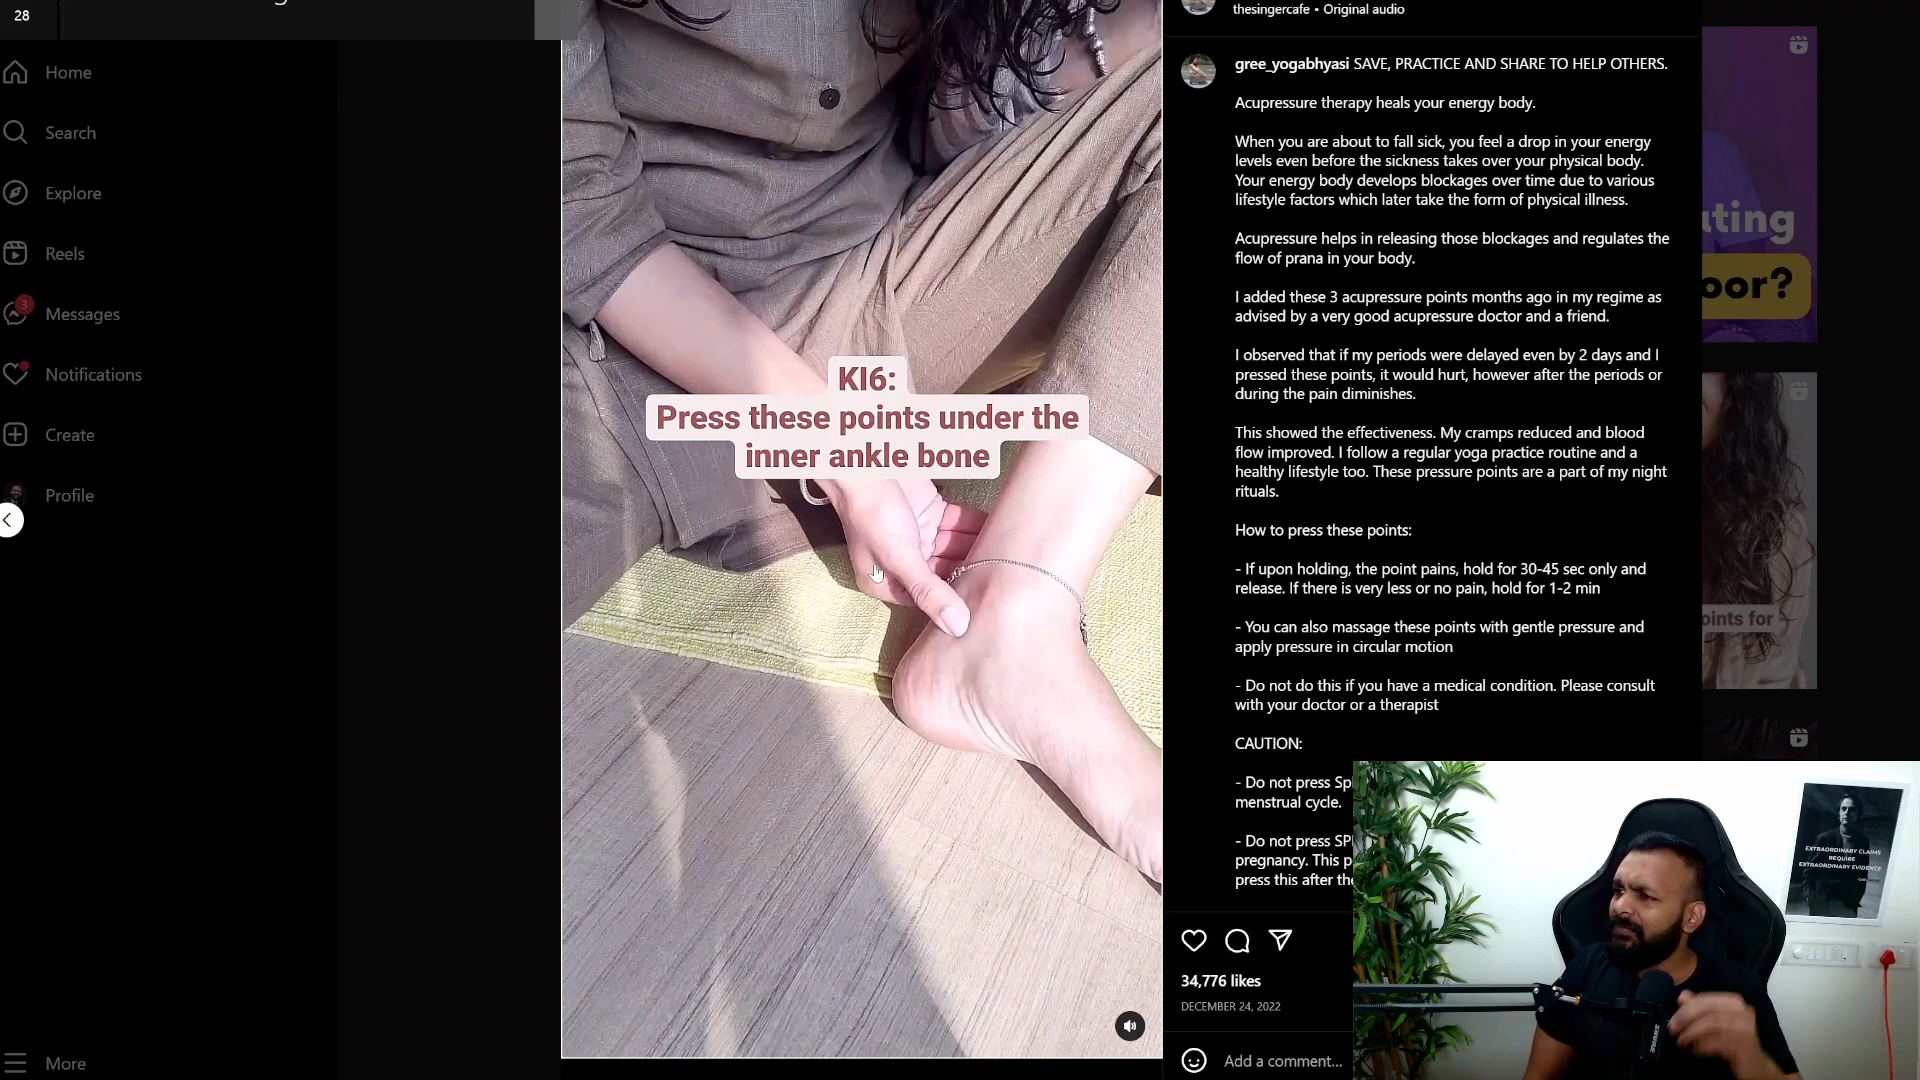 28
Home
Search
Explore
Reels
3
Messages
Notifications
Create
Profile
More
KI6:
Press these points under the
inner ankle bone
thesingercafe • Original audio
gree_yogabhyasi SAVE, PRACTICE AND SHARE TO HELP OTHERS.
Acupressure therapy heals your energy body.
When you are about to fall sick, you feel a drop in your energy
levels even before the sickness takes over your physical body.
Your energy body develops blockages over time due to various
lifestyle factors which later take the form of physical illness.
Acupressure helps in releasing those blockages and regulates the
flow of prana in your body.
I added these 3 acupressure points months ago in my regime as
advised by a very good acupressure doctor and a friend.
I observed that if my periods were delayed even by 2 days and I
pressed these points, it would hurt, however after the periods or
during the pain diminishes.
This showed the effectiveness. My cramps reduced and blood
flow improved. I follow a regular yoga practice routine and a
healthy lifestyle too. These pressure points are a part of my night
rituals.
How to press these points:
- If upon holding, the point pains, hold for 30-45 sec only and
release. If there is very less or no pain, hold for 1-2 min
- You can also massage these points with gentle pressure and
apply pressure in circular motion
- Do not do this if you have a medical condition. Please consult
with your doctor or a therapist
CAUTION:
- Do not press
menstrual cycle.
- Do not press
pregnancy. This
press this after
34,776 likes
DECEMBER 24, 2022
Add a comment...
oor?
oints for
EXTRAORDINARY CLAIMS
REQUIRE
EXTRAORDINARY EVIDENCE